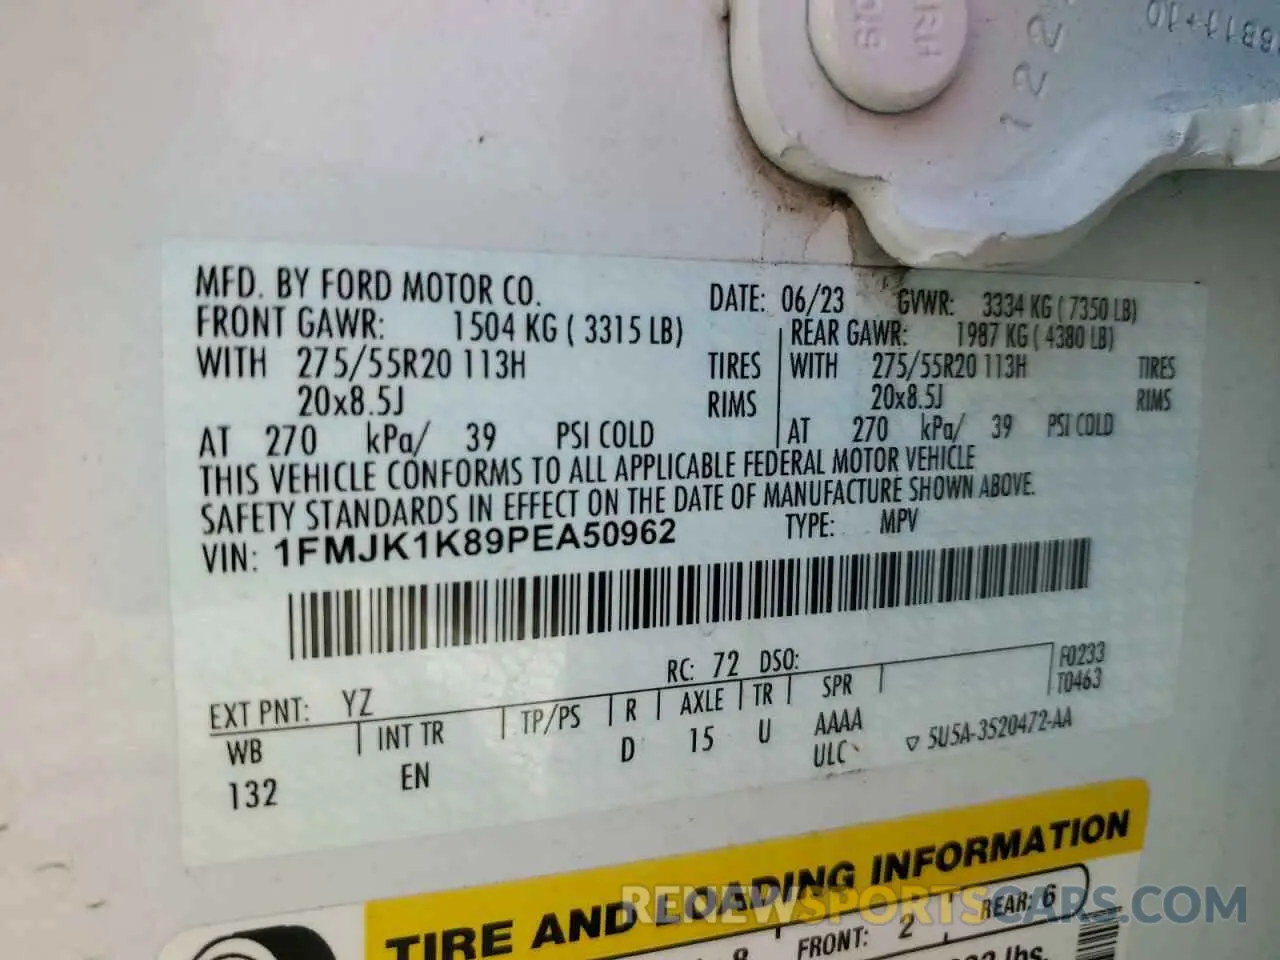 122
MFD. BY FORD MOTOR CO. DATE: 06/23 GVWR: 3334 KG ( 7350 LB)
FRONT GAWR: 1504 KG ( 3315 LB) REAR GAWR: 1987 KG ( 4380 LB)
WITH 275/55R20 113H TIRES WITH 275/55R20 113H TIRES
20x8.5J RIMS 20x8.5J RIMS
AT 270 kPa/ 39 PSI COLD AT 270 kPa/ 39 PSI COLD
THIS VEHICLE CONFORMS TO ALL APPLICABLE FEDERAL MOTOR VEHICLE
SAFETY STANDARDS IN EFFECT ON THE DATE OF MANUFACTURE SHOWN ABOVE.
VIN: 1FMJK1K89PEA50962 TYPE: MPV
RC: 72 DSO: F0233
EXT PNT: YZ T0463
WB INT TR TP/PS R AXLE TR SPR
132 EN D 15 U AAAA
ULC ▽ 5U5A-3520472-AA
TIRE AND LOADING INFORMATION
RENEWSPORTSCARS.COM
8 FRONT: 2 REAR: 6
lbs.